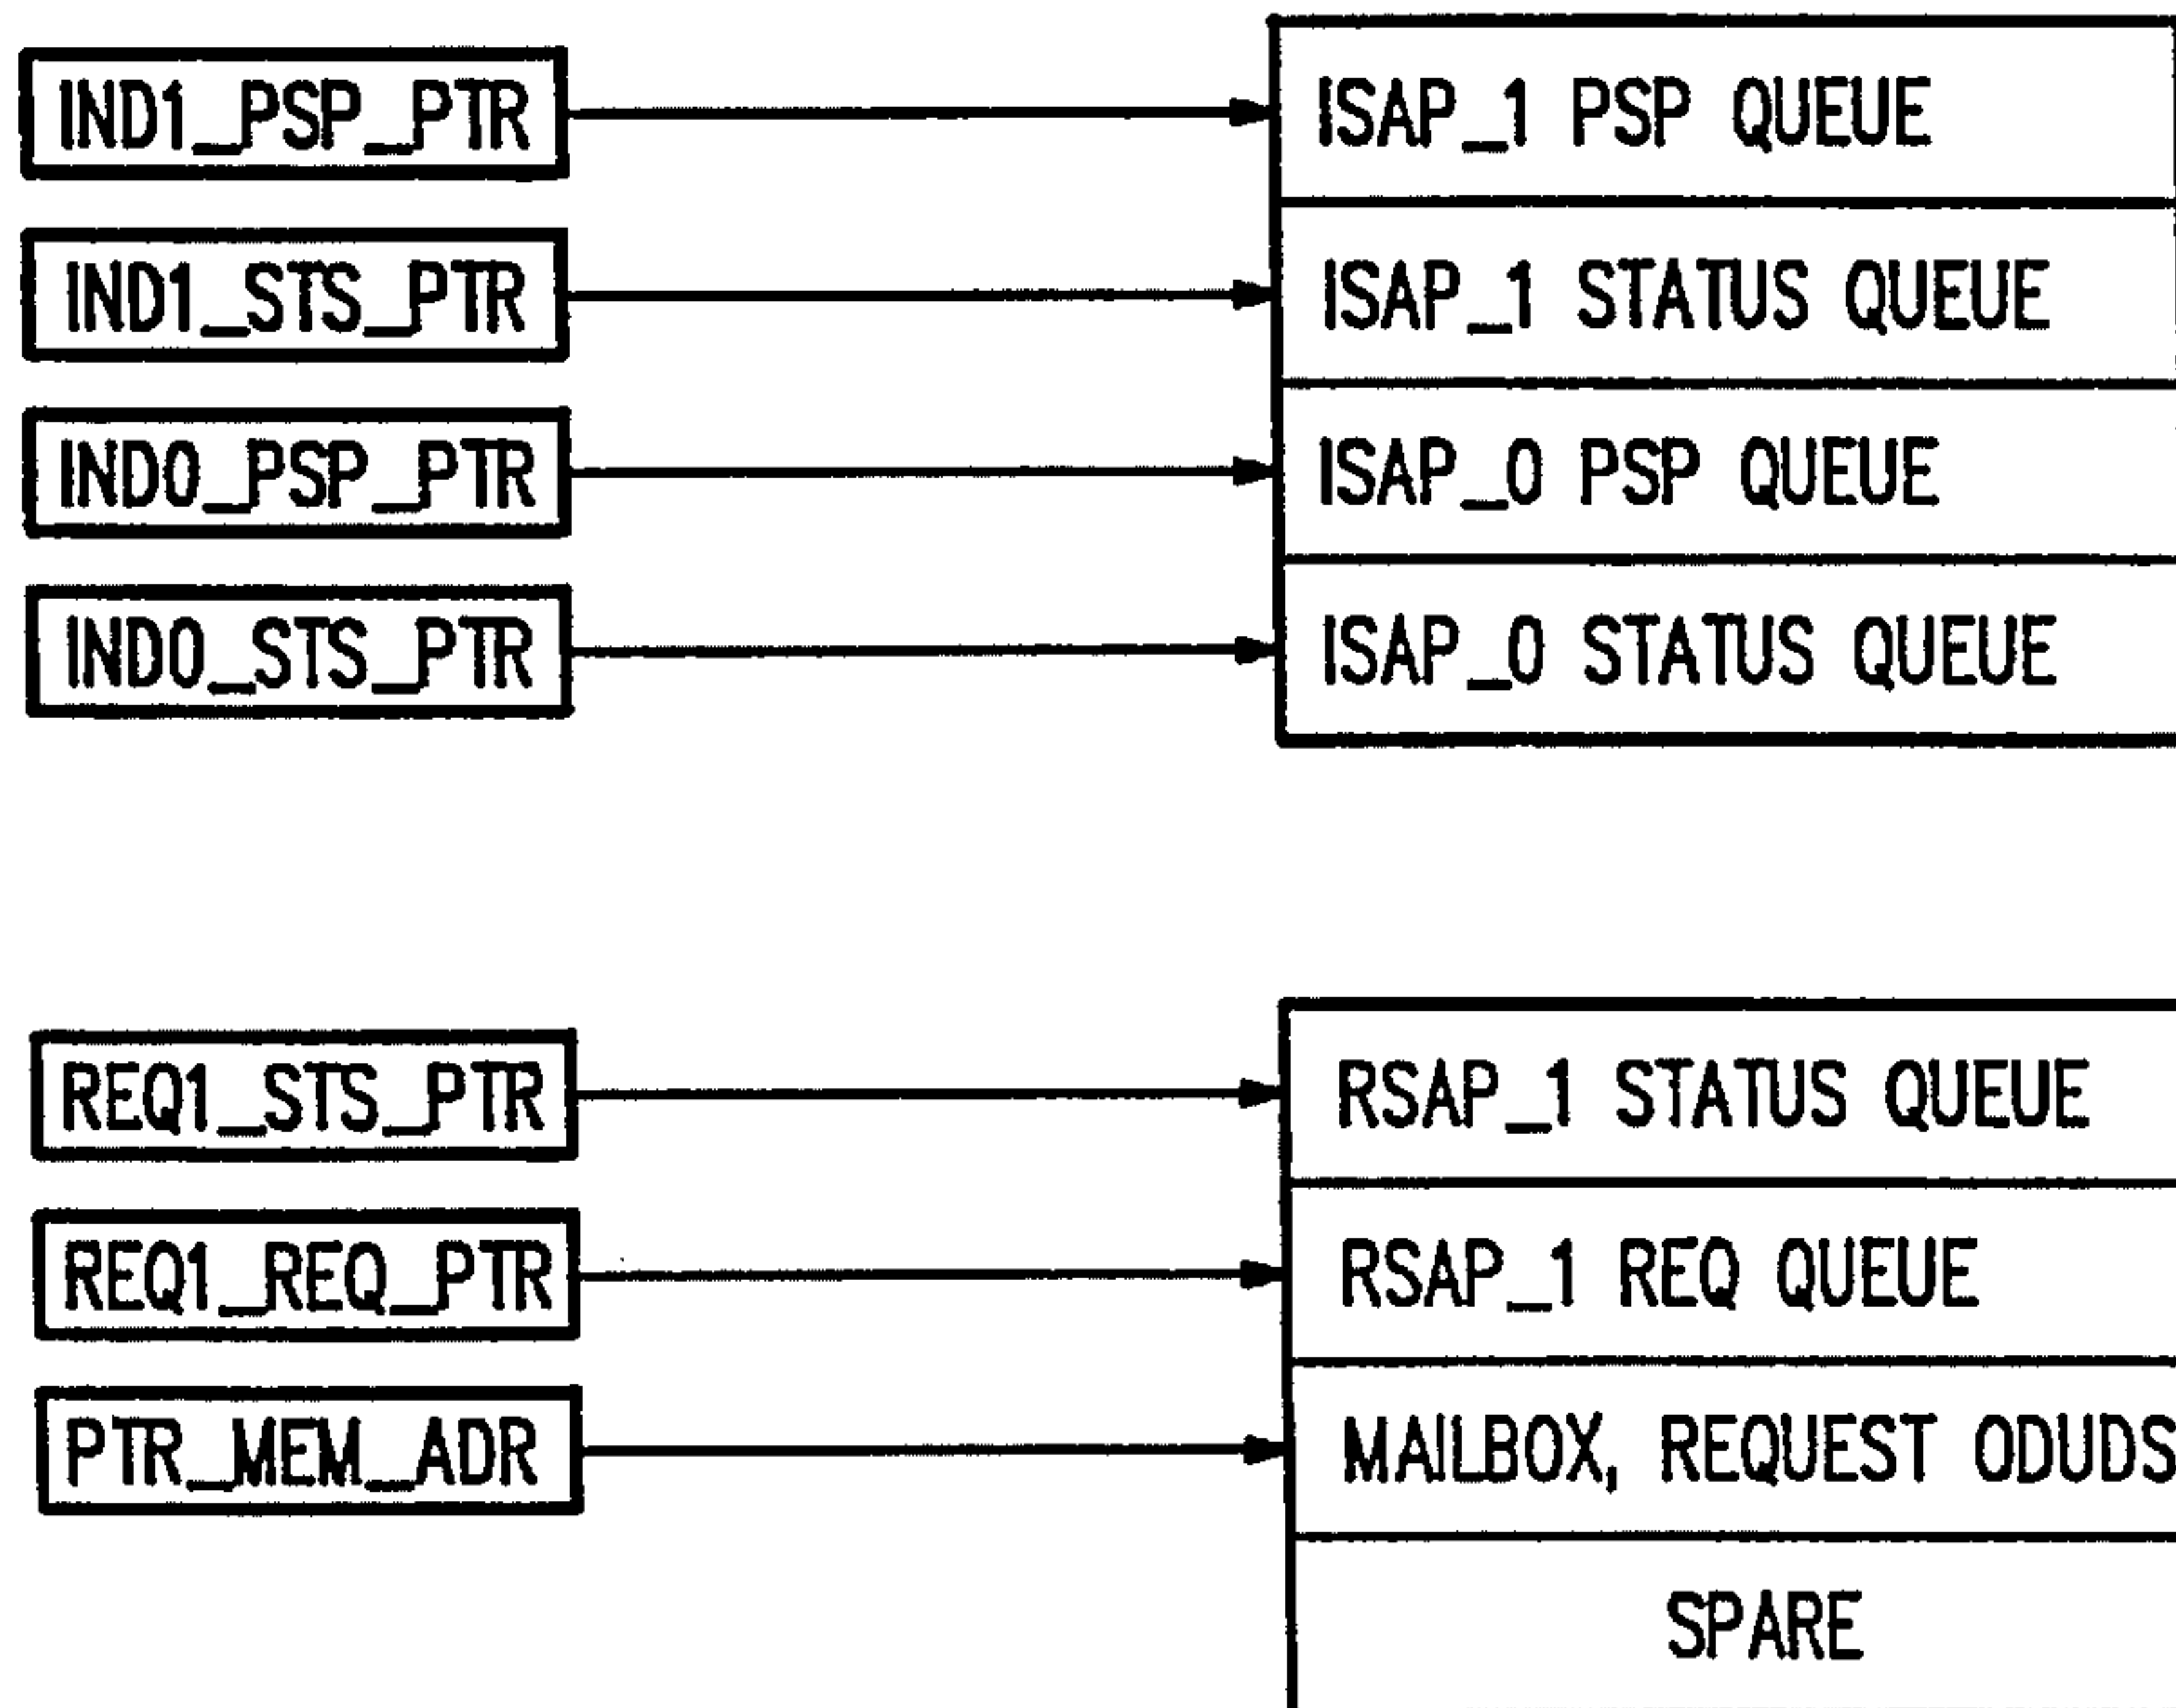 IND1_PSP_PTR
ISAP_1 PSP QUEUE
IND1_STS_PTR
ISAP_1 STATUS QUEUE
IND0_PSP_PTR
ISAP_0 PSP QUEUE
IND0_STS_PTR
ISAP_0 STATUS QUEUE
REQ1_STS_PTR
RSAP_1 STATUS QUEUE
REQ1_REQ_PTR
RSAP_1 REQ QUEUE
PTR_MEM_ADR
MAILBOX, REQUEST ODUDS
SPARE